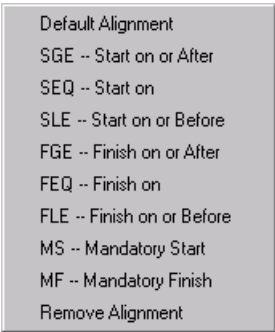 Default Alignment
SGE -- Start on or After
SEQ -- Start on
SLE -- Start on or Before
FGE -- Finish on or After
FEQ -- Finish on
FLE -- Finish on or Before
MS -- Mandatory Start
MF -- Mandatory Finish
Remove Alignment